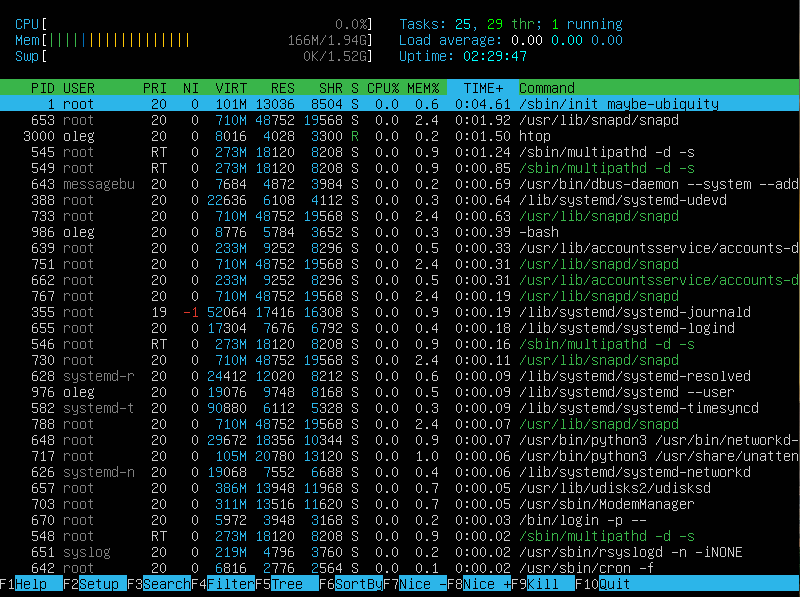 CPU[ 0.0%] Tasks: 25, 29 thr; 1 running
Mem[|||||||||||||||||| 166M/1.94G] Load average: 0.00 0.00 0.00
Swp[ 0K/1.52G] Uptime: 02:29:47
PID USER PRI NI VIRT RES SHR S CPU% MEM% TIME+ Command
1 root 20 0 101M 13036 8504 S 0.0 0.6 0:04.61 /sbin/init maybe-ubiquity
653 root 20 0 710M 48752 19568 S 0.0 2.4 0:01.92 /usr/lib/snapd/snapd
3000 oleg 20 0 8016 4028 3300 R 0.0 0.2 0:01.50 htop
545 root RT 0 273M 18120 8208 S 0.0 0.9 0:01.24 /sbin/multipathd -d -s
549 root RT 0 273M 18120 8208 S 0.0 0.9 0:00.85 /sbin/multipathd -d -s
643 messagebu 20 0 7684 4872 3984 S 0.0 0.2 0:00.69 /usr/bin/dbus-daemon --system --add
388 root 20 0 22636 6108 4112 S 0.0 0.3 0:00.64 /lib/systemd/systemd-udevd
733 root 20 0 710M 48752 19568 S 0.0 2.4 0:00.63 /usr/lib/snapd/snapd
986 oleg 20 0 8776 5784 3652 S 0.0 0.3 0:00.39 -bash
639 root 20 0 233M 9252 8296 S 0.0 0.5 0:00.33 /usr/lib/accountsservice/accounts-d
751 root 20 0 710M 48752 19568 S 0.0 2.4 0:00.31 /usr/lib/snapd/snapd
662 root 20 0 233M 9252 8296 S 0.0 0.5 0:00.31 /usr/lib/accountsservice/accounts-d
767 root 20 0 710M 48752 19568 S 0.0 2.4 0:00.19 /usr/lib/snapd/snapd
355 root 19 -1 52064 17416 16308 S 0.0 0.9 0:00.19 /lib/systemd/systemd-journald
655 root 20 0 17304 7676 6792 S 0.0 0.4 0:00.18 /lib/systemd/systemd-logind
546 root RT 0 273M 18120 8208 S 0.0 0.9 0:00.16 /sbin/multipathd -d -s
730 root 20 0 710M 48752 19568 S 0.0 2.4 0:00.11 /usr/lib/snapd/snapd
628 systemd-r 20 0 24412 12020 8212 S 0.0 0.6 0:00.09 /lib/systemd/systemd-resolved
976 oleg 20 0 19076 9748 8168 S 0.0 0.5 0:00.09 /lib/systemd/systemd --user
582 systemd-t 20 0 90880 6112 5328 S 0.0 0.3 0:00.09 /lib/systemd/systemd-timesyncd
788 root 20 0 710M 48752 19568 S 0.0 2.4 0:00.07 /usr/lib/snapd/snapd
648 root 20 0 29672 18356 10344 S 0.0 0.9 0:00.07 /usr/bin/python3 /usr/bin/networkd-
717 root 20 0 105M 20780 13120 S 0.0 1.0 0:00.06 /usr/bin/python3 /usr/share/unatten
626 systemd-n 20 0 19068 7552 6688 S 0.0 0.4 0:00.06 /lib/systemd/systemd-networkd
657 root 20 0 386M 13948 11968 S 0.0 0.7 0:00.05 /usr/lib/udisks2/udisksd
703 root 20 0 311M 13516 11620 S 0.0 0.7 0:00.05 /usr/sbin/ModemManager
670 root 20 0 5972 3948 3168 S 0.0 0.2 0:00.03 /bin/login -p --
548 root RT 0 273M 18120 8208 S 0.0 0.9 0:00.02 /sbin/multipathd -d -s
651 syslog 20 0 219M 4796 3760 S 0.0 0.2 0:00.02 /usr/sbin/rsyslogd -n -iNONE
642 root 20 0 6816 2776 2564 S 0.0 0.1 0:00.02 /usr/sbin/cron -f
F1Help F2Setup F3SearchF4FilterF5Tree F6SortByF7Nice -F8Nice +F9Kill F10Quit